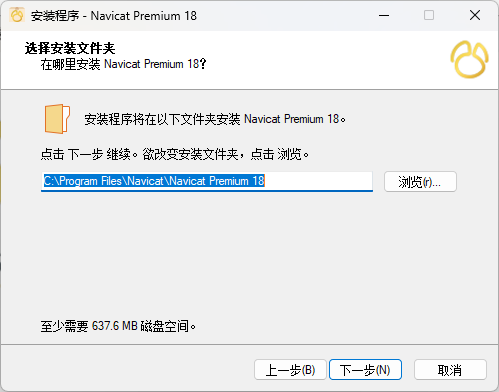 安装程序 - Navicat Premium 18
选择安装文件夹
在哪里安装 Navicat Premium 18?
安装程序将在以下文件夹安装 Navicat Premium 18。
点击 下一步 继续。欲改变安装文件夹，点击 浏览。
C:\Program Files\Navicat\Navicat Premium 18
浏览(r)...
至少需要 637.6 MB 磁盘空间。
上一步(B)
下一步(N)
取消